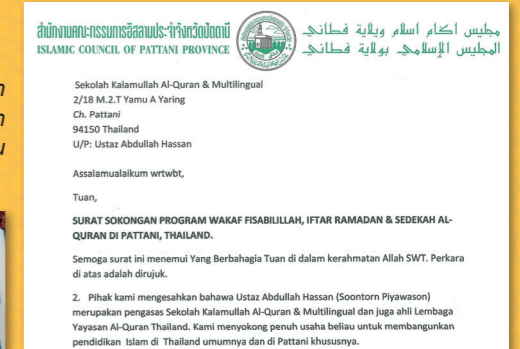 สำนักงานคณะกรรมการอิสลามประจำจังหวัดปัตตานี
ISLAMIC COUNCIL OF PATTANI PROVINCE
مجليس اݢام اسلام ولاية فطاني
المجلس الإسلامي بولاية فطاني
Sekolah Kalamullah Al-Quran & Multilingual
2/18 M.2.T Yamu A Yaring
Ch. Pattani
94150 Thailand
U/P: Ustaz Abdullah Hassan
Assalamualaikum wrtwbt,
Tuan,
SURAT SOKONGAN PROGRAM WAKAF FISABILILLAH, IFTAR RAMADAN & SEDEKAH AL-
QURAN DI PATTANI, THAILAND.
Semoga surat ini menemui Yang Berbahagia Tuan di dalam kerahmatan Allah SWT. Perkara
di atas adalah dirujuk.
2. Pihak kami mengesahkan bahawa Ustaz Abdullah Hassan (Soontorn Piyawason)
merupakan pengasas Sekolah Kalamullah Al-Quran & Multilingual dan juga ahli Lembaga
Yayasan Al-Quran Thailand. Kami menyokong penuh usaha beliau untuk membangunkan
pendidikan Islam di Thailand umumnya dan di Pattani khususnya.